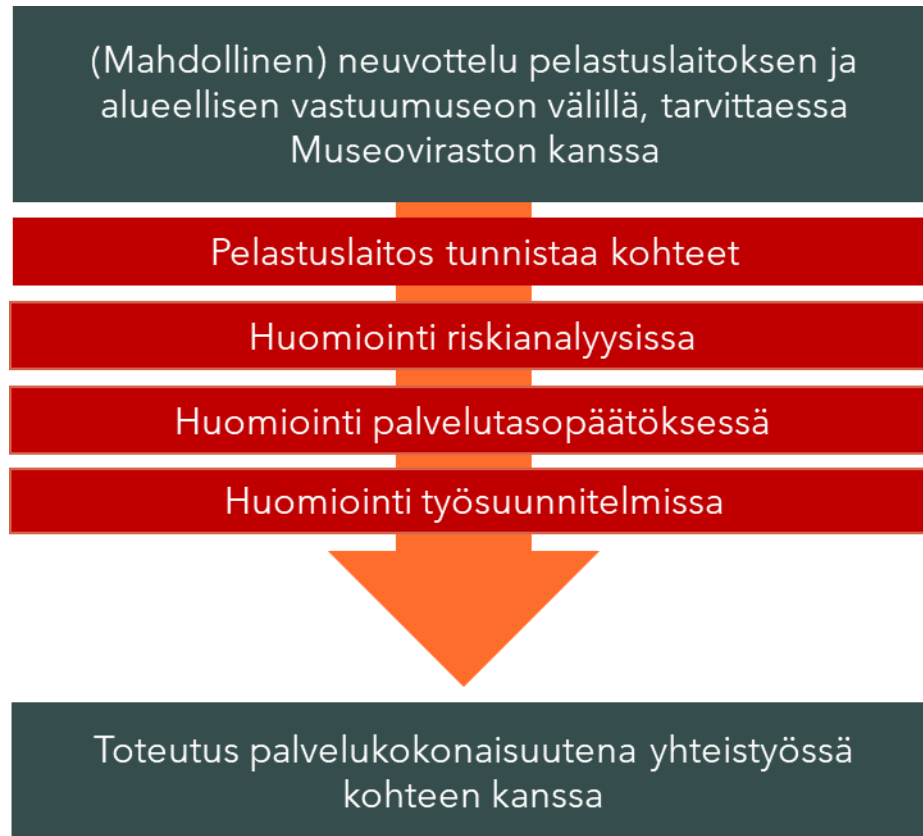 (Mahdollinen) neuvottelu pelastuslaitoksen ja
alueellisen vastuumuseon välillä, tarvittaessa
Museoviraston kanssa
Pelastuslaitos tunnistaa kohteet
Huomiointi riskianalyysissa
Huomiointi palvelutasopäätöksessä
Huomiointi työsuunnitelmissa
Toteutus palvelukokonaisuutena yhteistyössä
kohteen kanssa